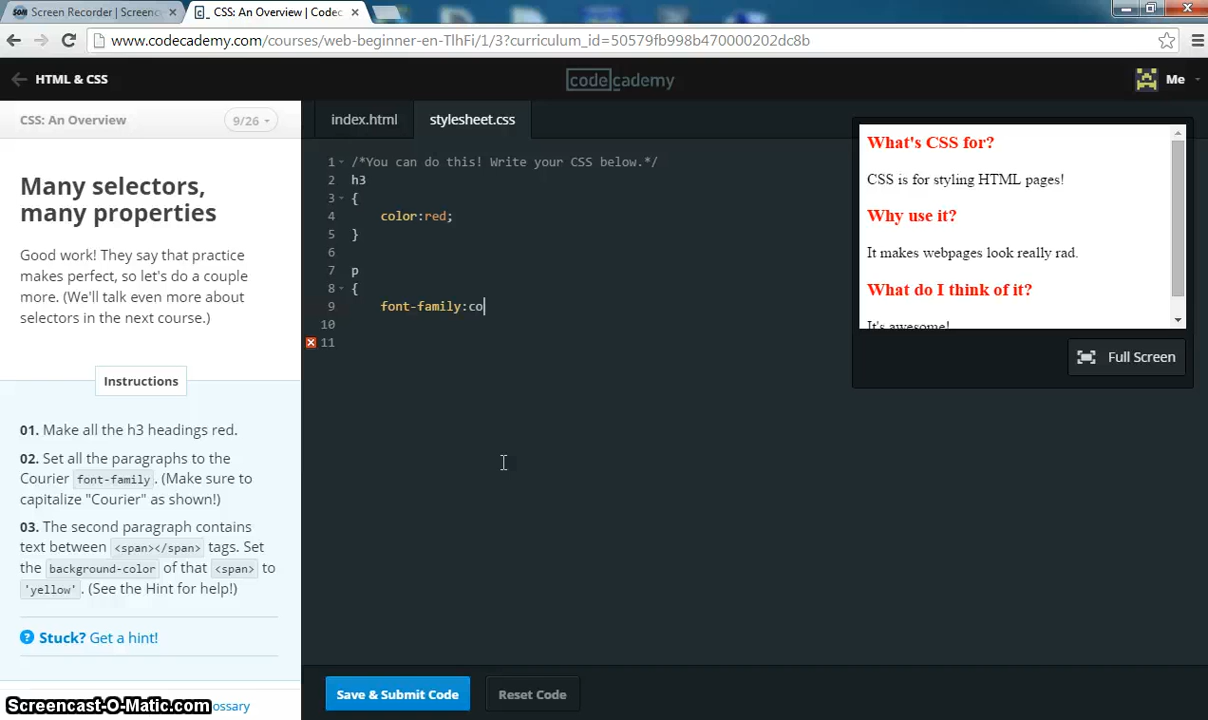 Screen Recorder | Screenc
CSS: An Overview | Codec
www.codecademy.com/courses/web-beginner-en-TlhFi/1/3?curriculum_id=50579fb998b470000202dc8b
HTML & CSS
codecademy
Me
CSS: An Overview
9/26
index.html
stylesheet.css
Many selectors,
many properties
Good work! They say that practice
makes perfect, so let's do a couple
more. (We'll talk even more about
selectors in the next course.)
Instructions
01. Make all the h3 headings red.
02. Set all the paragraphs to the
Courier font-family. (Make sure to
capitalize "Courier" as shown!)
03. The second paragraph contains
text between <span></span> tags. Set
the background-color of that <span> to
'yellow'. (See the Hint for help!)
? Stuck? Get a hint!
ossary
Screencast-O-Matic.com
1 /*You can do this! Write your CSS below.*/
2 h3
3 {
4 color:red;
5 }
6
7 p
8 {
9 font-family:co
10
11
What's CSS for?
CSS is for styling HTML pages!
Why use it?
It makes webpages look really rad.
What do I think of it?
It's awesome!
Full Screen
Save & Submit Code
Reset Code